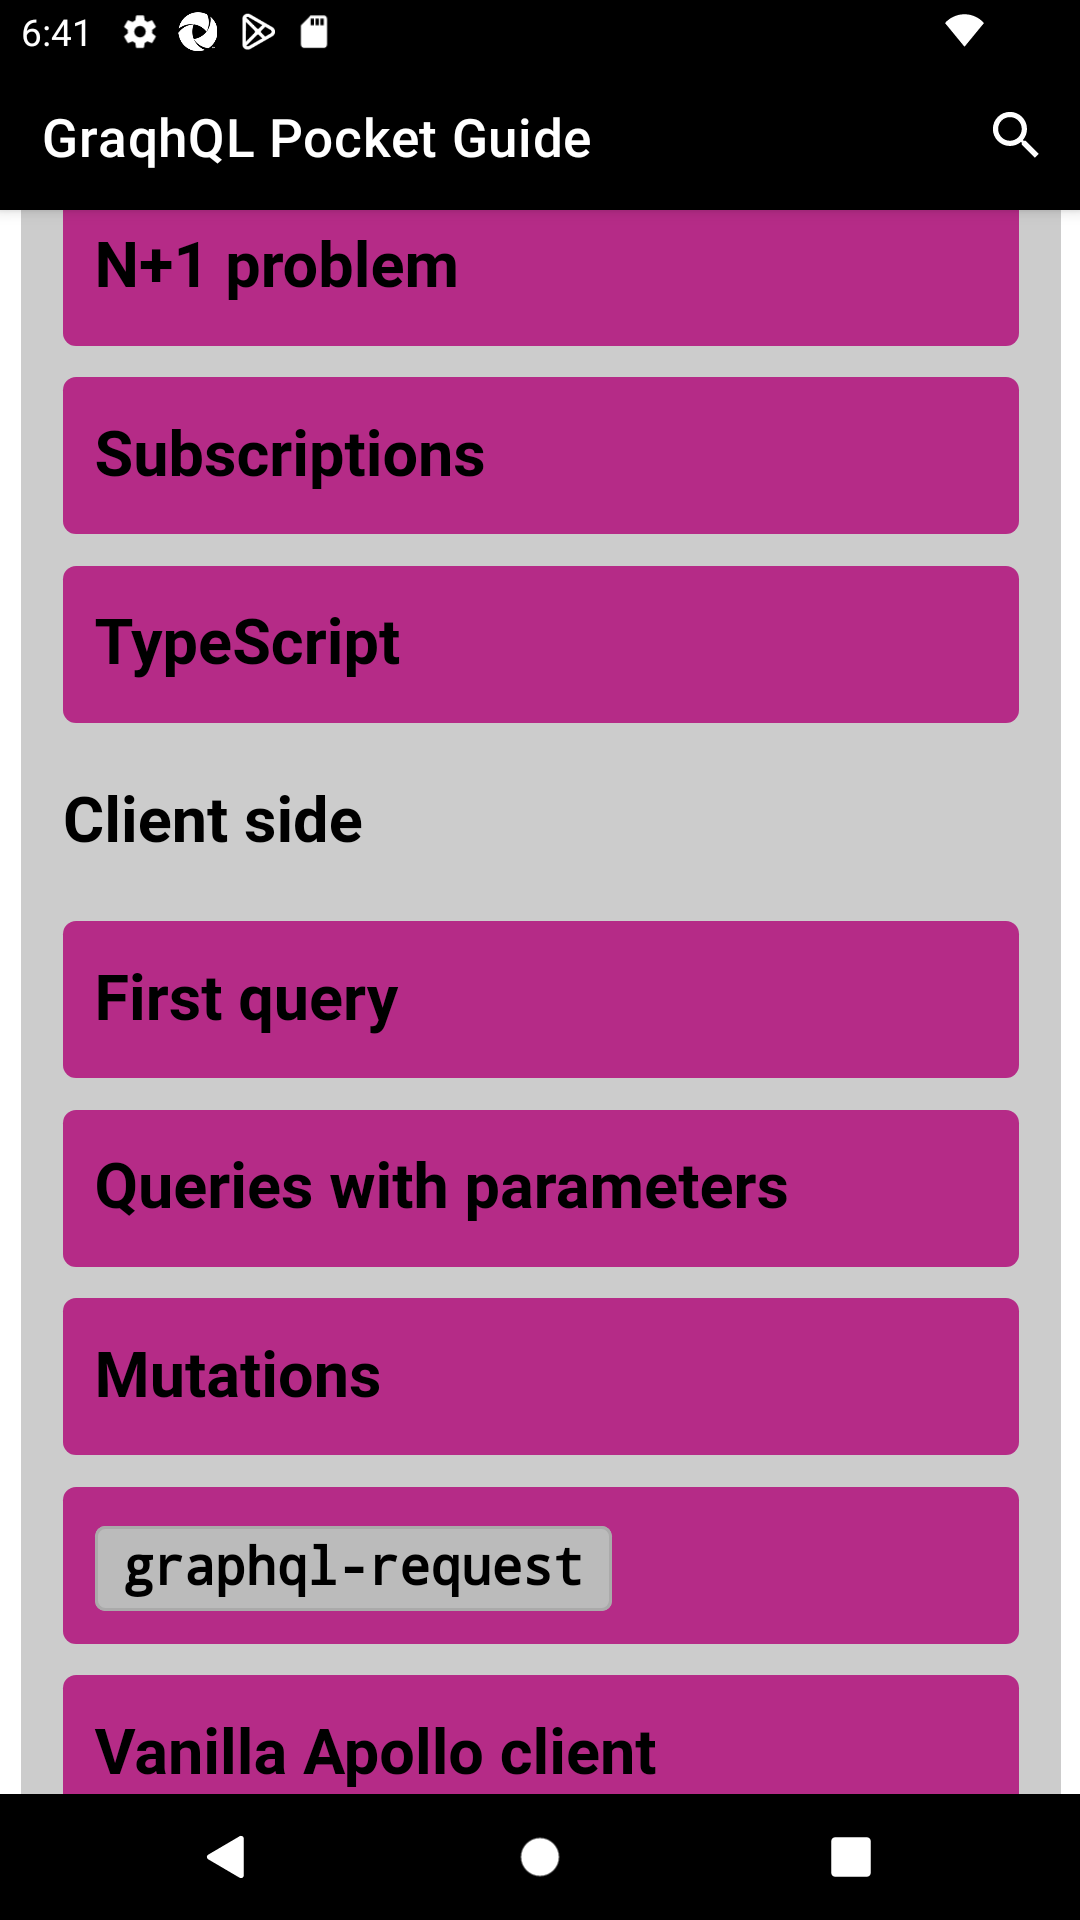 6:41
GraqhQL Pocket Guide
N+1 problem
Subscriptions
TypeScript
Client side
First query
Queries with parameters
Mutations
graphql-request
Vanilla Apollo client